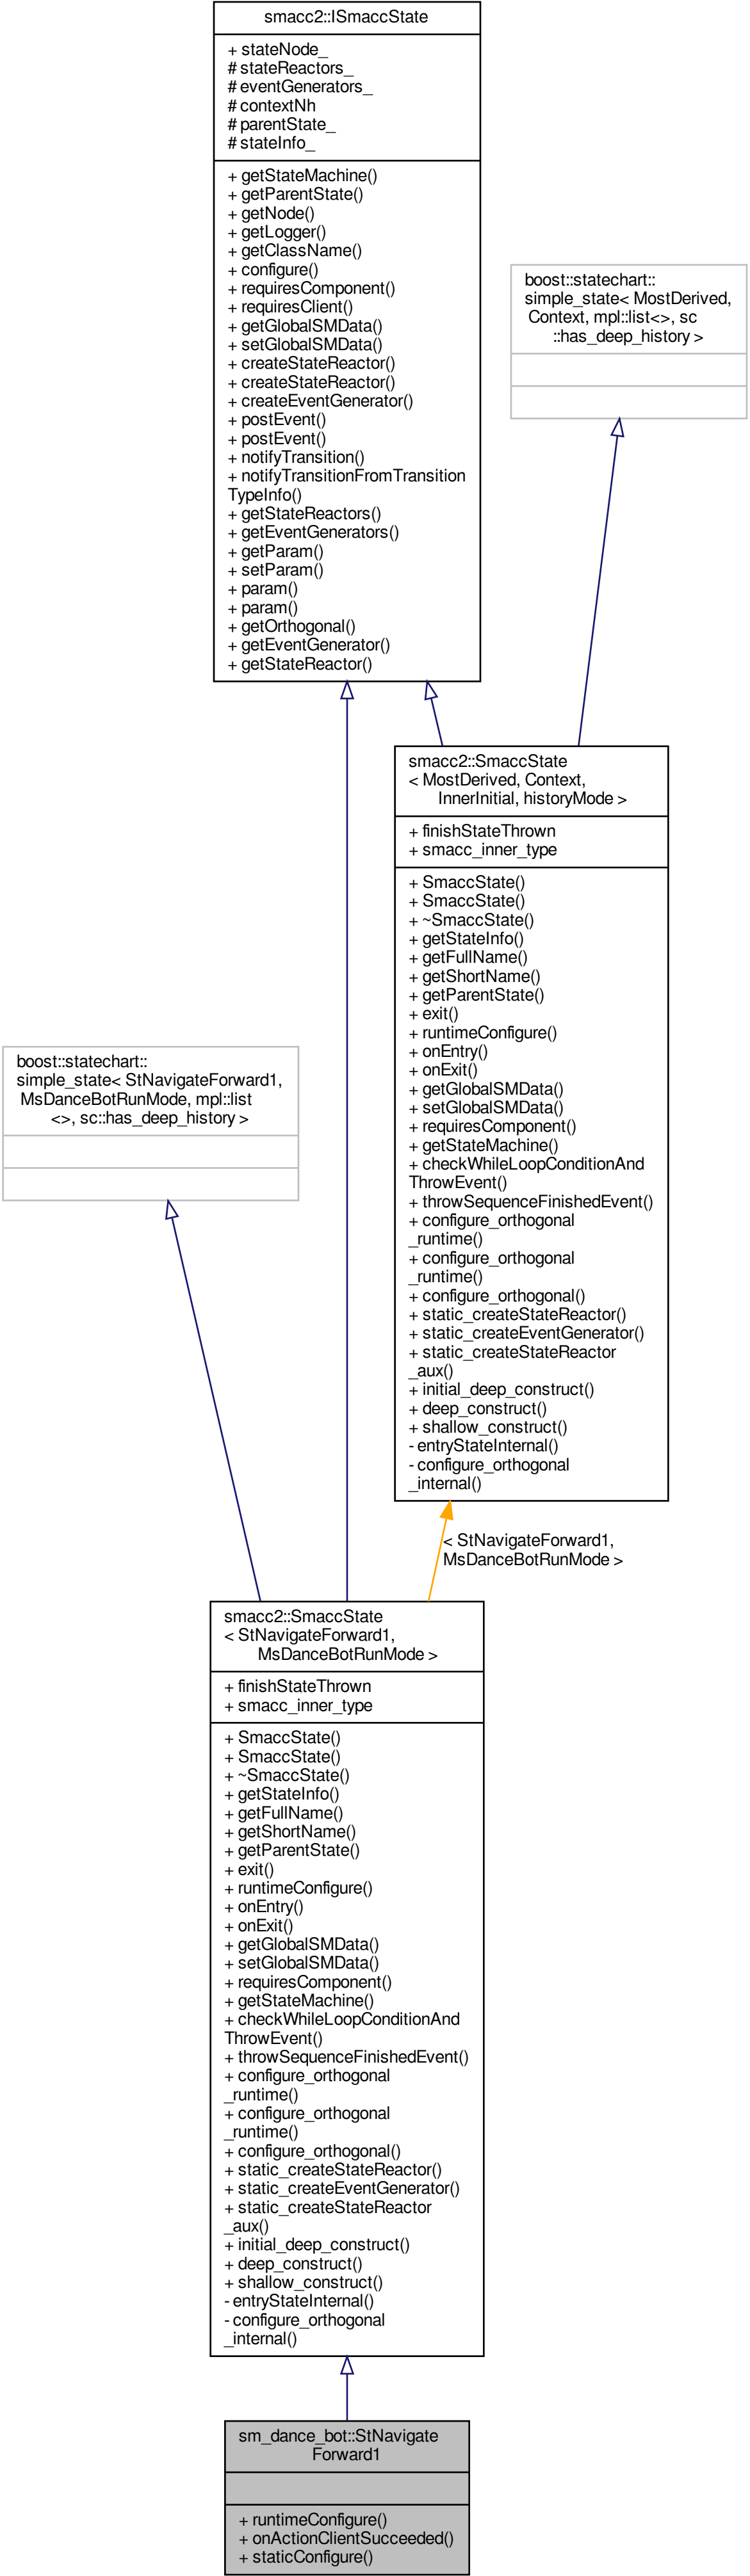 smacc2::ISmaccState
+ stateNode_
# stateReactors_
# eventGenerators_
# contextNh
# parentState_
# stateInfo_
+ getStateMachine()
+ getParentState()
+ getNode()
+ getLogger()
+ getClassName()
+ configure()
+ requiresComponent()
+ requiresClient()
+ getGlobalSMData()
+ setGlobalSMData()
+ createStateReactor()
+ createStateReactor()
+ createEventGenerator()
+ postEvent()
+ postEvent()
+ notifyTransition()
+ notifyTransitionFromTransition
TypeInfo()
+ getStateReactors()
+ getEventGenerators()
+ getParam()
+ setParam()
+ param()
+ param()
+ getOrthogonal()
+ getEventGenerator()
+ getStateReactor()
boost::statechart::
simple_state< MostDerived,
Context, mpl::list<>, sc
::has_deep_history >
smacc2::SmaccState
< MostDerived, Context,
InnerInitial, historyMode >
+ finishStateThrown
+ smacc_inner_type
+ SmaccState()
+ SmaccState()
+ ~SmaccState()
+ getStateInfo()
+ getFullName()
+ getShortName()
+ getParentState()
+ exit()
+ runtimeConfigure()
+ onEntry()
+ onExit()
+ getGlobalSMData()
+ setGlobalSMData()
+ requiresComponent()
+ getStateMachine()
+ checkWhileLoopConditionAnd
ThrowEvent()
+ throwSequenceFinishedEvent()
+ configure_orthogonal
_runtime()
+ configure_orthogonal
_runtime()
+ configure_orthogonal()
+ static_createStateReactor()
+ static_createEventGenerator()
+ static_createStateReactor
_aux()
+ initial_deep_construct()
+ deep_construct()
+ shallow_construct()
- entryStateInternal()
- configure_orthogonal
_internal()
boost::statechart::
simple_state< StNavigateForward1,
MsDanceBotRunMode, mpl::list
<>, sc::has_deep_history >
< StNavigateForward1,
MsDanceBotRunMode >
smacc2::SmaccState
< StNavigateForward1,
MsDanceBotRunMode >
+ finishStateThrown
+ smacc_inner_type
+ SmaccState()
+ SmaccState()
+ ~SmaccState()
+ getStateInfo()
+ getFullName()
+ getShortName()
+ getParentState()
+ exit()
+ runtimeConfigure()
+ onEntry()
+ onExit()
+ getGlobalSMData()
+ setGlobalSMData()
+ requiresComponent()
+ getStateMachine()
+ checkWhileLoopConditionAnd
ThrowEvent()
+ throwSequenceFinishedEvent()
+ configure_orthogonal
_runtime()
+ configure_orthogonal
_runtime()
+ configure_orthogonal()
+ static_createStateReactor()
+ static_createEventGenerator()
+ static_createStateReactor
_aux()
+ initial_deep_construct()
+ deep_construct()
+ shallow_construct()
- entryStateInternal()
- configure_orthogonal
_internal()
sm_dance_bot::StNavigate
Forward1
+ runtimeConfigure()
+ onActionClientSucceeded()
+ staticConfigure()